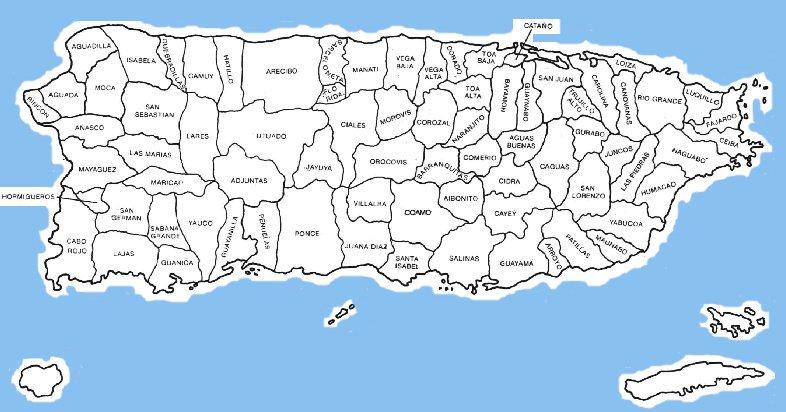 CATAÑO
AGUADILLA
ISABELA
QUEBRADILLAS
CAMUY
HATILLO
ARECIBO
BARCELO
NETA
FLO
RIDA
MANATI
VEGA
BAJA
VEGA
ALTA
DORADO
TOA
BAJA
TOA
ALTA
BAYAMON
GUAYNABO
SAN JUAN
TRUJILLO
ALTO
CAROLINA
CANOVANAS
LOIZA
RIO GRANDE
LUQUILLO
FAJARDO
CEIBA
RINCON
AGUADA
MOCA
SAN
SEBASTIAN
AÑASCO
LARES
UTUADO
CIALES
MOROVIS
COROZAL
NARANJITO
AGUAS
BUENAS
GURABO
JUNCOS
LAS PIEDRAS
NAGUABO
HUMACAO
MAYAGUEZ
LAS MARIAS
MARICAO
ADJUNTAS
JAYUYA
OROCOVIS
BARRANQUITAS
COMERIO
CIDRA
CAGUAS
SAN
LORENZO
HORMIGUEROS
SAN
GERMAN
SABANA
GRANDE
YAUCO
GUAYANILLA
PEÑUELAS
PONCE
VILLALBA
JUANA DIAZ
COAMO
AIBONITO
CAYEY
YABUCOA
CABO
ROJO
LAJAS
GUANICA
SANTA
ISABEL
SALINAS
GUAYAMA
ARROYO
PATILLAS
MAUNABO